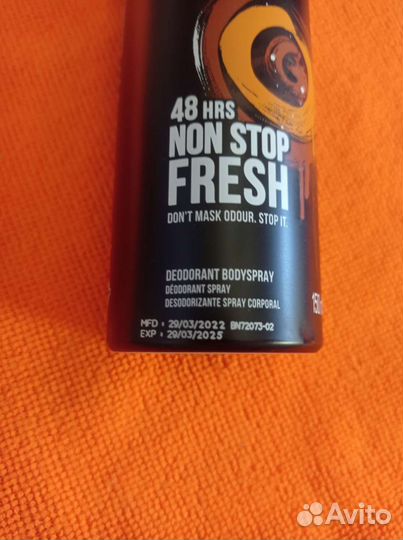 48 HRS
NON STOP
FRESH
DON'T MASK ODOUR. STOP IT.
DEODORANT BODYSPRAY
DÉODORANT SPRAY
DESODORIZANTE SPRAY CORPORAL
150
MFD : 29/03/2022 BN72073-02
EXP : 29/03/2025
Avito